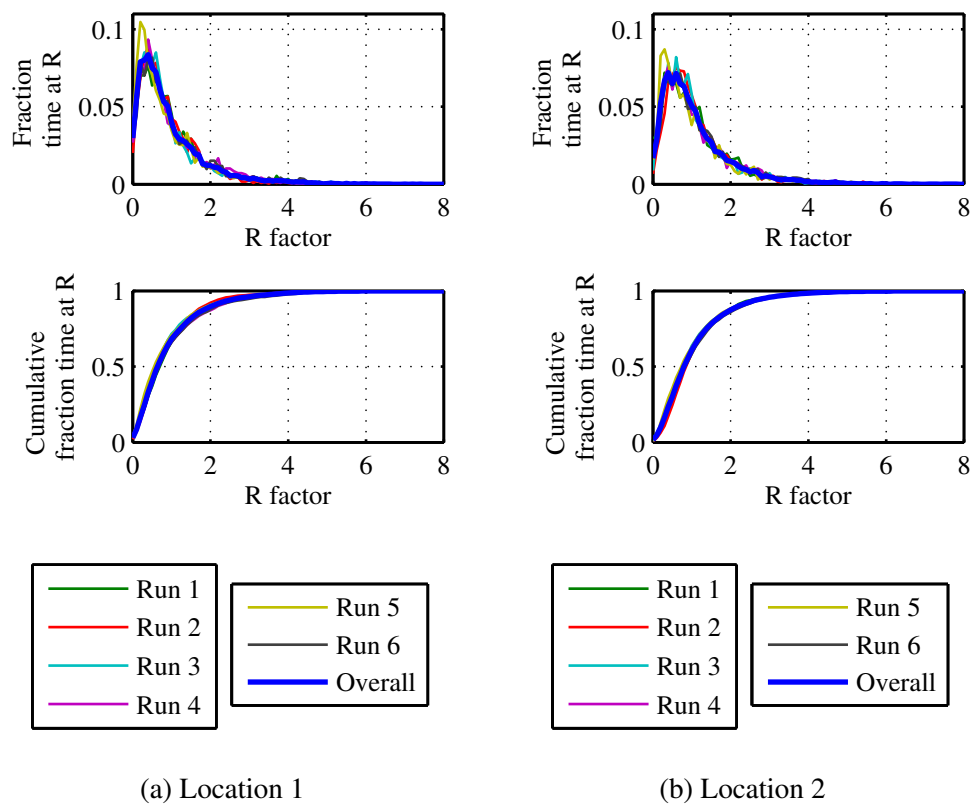 0.1
0.05
0
Fraction
time at R
0 2 4 6 8
R factor
1
0.5
0
Cumulative
fraction time at R
0 2 4 6 8
R factor
Run 1
Run 2
Run 3
Run 4
Run 5
Run 6
Overall
(a) Location 1
0.1
0.05
0
Fraction
time at R
0 2 4 6 8
R factor
1
0.5
0
Cumulative
fraction time at R
0 2 4 6 8
R factor
Run 1
Run 2
Run 3
Run 4
Run 5
Run 6
Overall
(b) Location 2